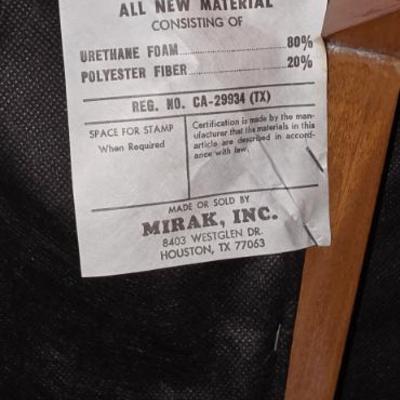 ALL NEW MATERIAL
CONSISTING OF
URETHANE FOAM 80%
POLYESTER FIBER 20%
REG. NO. CA-29934 (TX)
SPACE FOR STAMP
When Required
Certification is made by the man-
ufacturer that the materials in this
article are described in accord-
ance with law.
MADE OR SOLD BY
MIRAK, INC.
8403 WESTGLEN DR.
HOUSTON, TX 77063